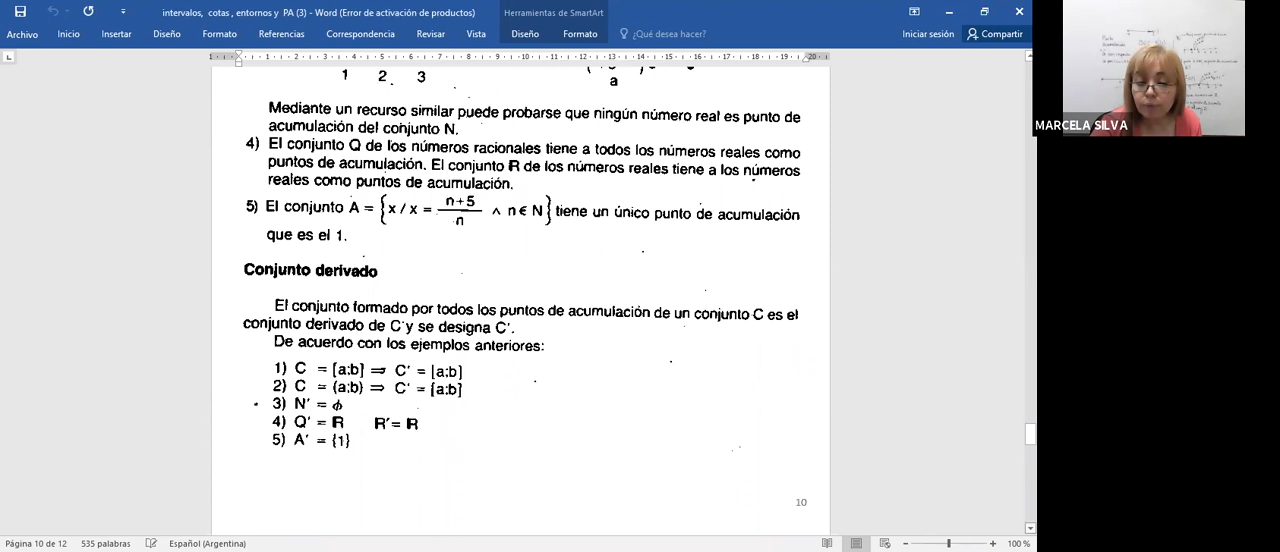 intervalos, cotas, entornos y PA (3) - Word (Error de activación de productos)
Herramientas de SmartArt
Archivo Inicio Insertar Diseño Formato Referencias Correspondencia Revisar Vista Diseño Formato ¿Qué desea hacer? Iniciar sesión Compartir
1 2 3
a
Mediante un recurso similar puede probarse que ningún número real es punto de
acumulación del conjunto N.
4) El conjunto Q de los números racionales tiene a todos los números reales como
puntos de acumulación. El conjunto R de los números reales tiene a los números
reales como puntos de acumulación.
5) El conjunto A = { x / x = n+5 / n ∧ n ∈ N } tiene un único punto de acumulación
que es el 1.
Conjunto derivado
El conjunto formado por todos los puntos de acumulación de un conjunto C es el
conjunto derivado de C y se designa C'.
De acuerdo con los ejemplos anteriores:
1) C = [a;b] ⇒ C' = [a;b]
2) C = (a;b) ⇒ C' = [a;b]
3) N' = ϕ
4) Q' = R R' = R
5) A' = {1}
10
MARCELA SILVA
Página 10 de 12 535 palabras Español (Argentina) 100 %